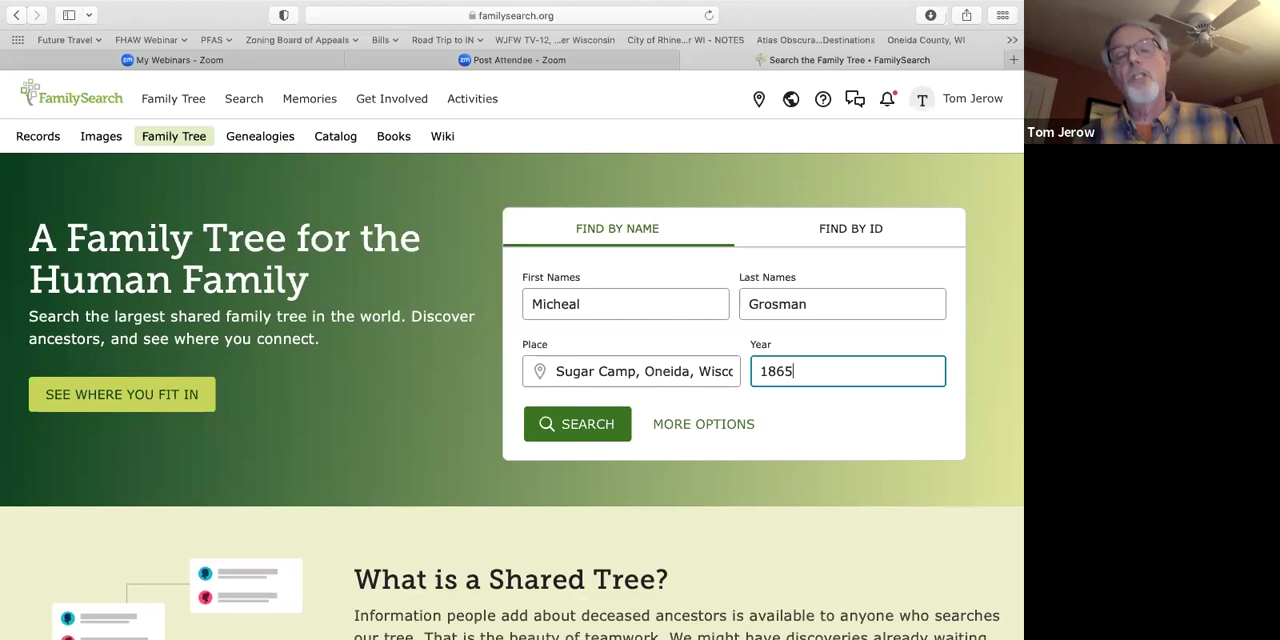 familysearch.org
Future Travel FHAW Webinar PFAS Zoning Board of Appeals Bills Road Trip to IN WJFW TV-12, ...er Wisconsin City of Rhine...r WI - NOTES Atlas Obscura...Destinations Oneida County, WI >>
zm My Webinars - Zoom zm Post Attendee - Zoom Search the Family Tree • FamilySearch +
FamilySearch Family Tree Search Memories Get Involved Activities T Tom Jerow
Records Images Family Tree Genealogies Catalog Books Wiki
Tom Jerow
A Family Tree for the
Human Family
Search the largest shared family tree in the world. Discover
ancestors, and see where you connect.
SEE WHERE YOU FIT IN
FIND BY NAME FIND BY ID
First Names Last Names
Micheal Grosman
Place Year
Sugar Camp, Oneida, Wisco 1865
SEARCH MORE OPTIONS
What is a Shared Tree?
Information people add about deceased ancestors is available to anyone who searches
our tree. That is the beauty of teamwork. We might have discoveries already waiting